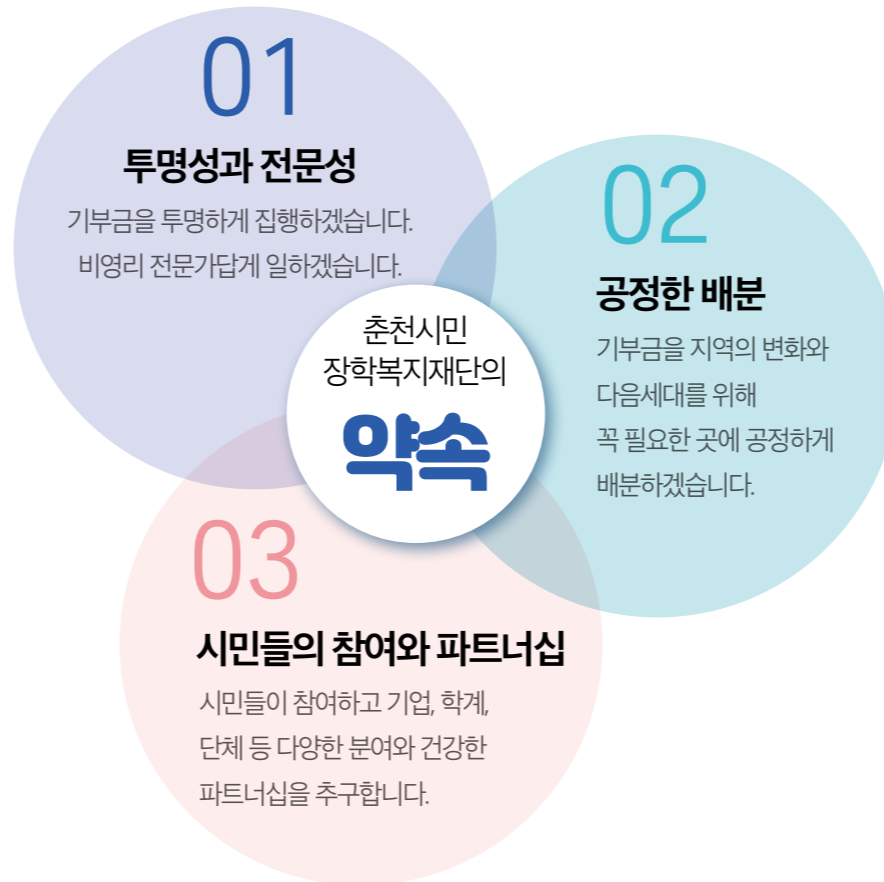 01
투명성과 전문성
기부금을 투명하게 집행하겠습니다.
비영리 전문가답게 일하겠습니다.
02
공정한 배분
기부금을 지역의 변화와
다음세대를 위해
꼭 필요한 곳에 공정하게
배분하겠습니다.
춘천시민
장학복지재단의
약속
03
시민들의 참여와 파트너십
시민들이 참여하고 기업, 학계,
단체 등 다양한 분여와 건강한
파트너십을 추구합니다.